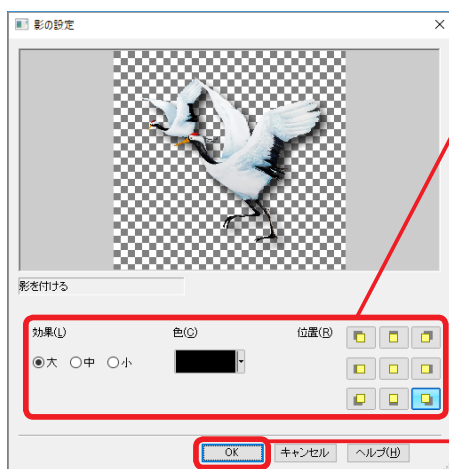 影の設定
影を付ける
効果(L) 色(C) 位置(R)
大 中 小
OK キャンセル ヘルプ(H)